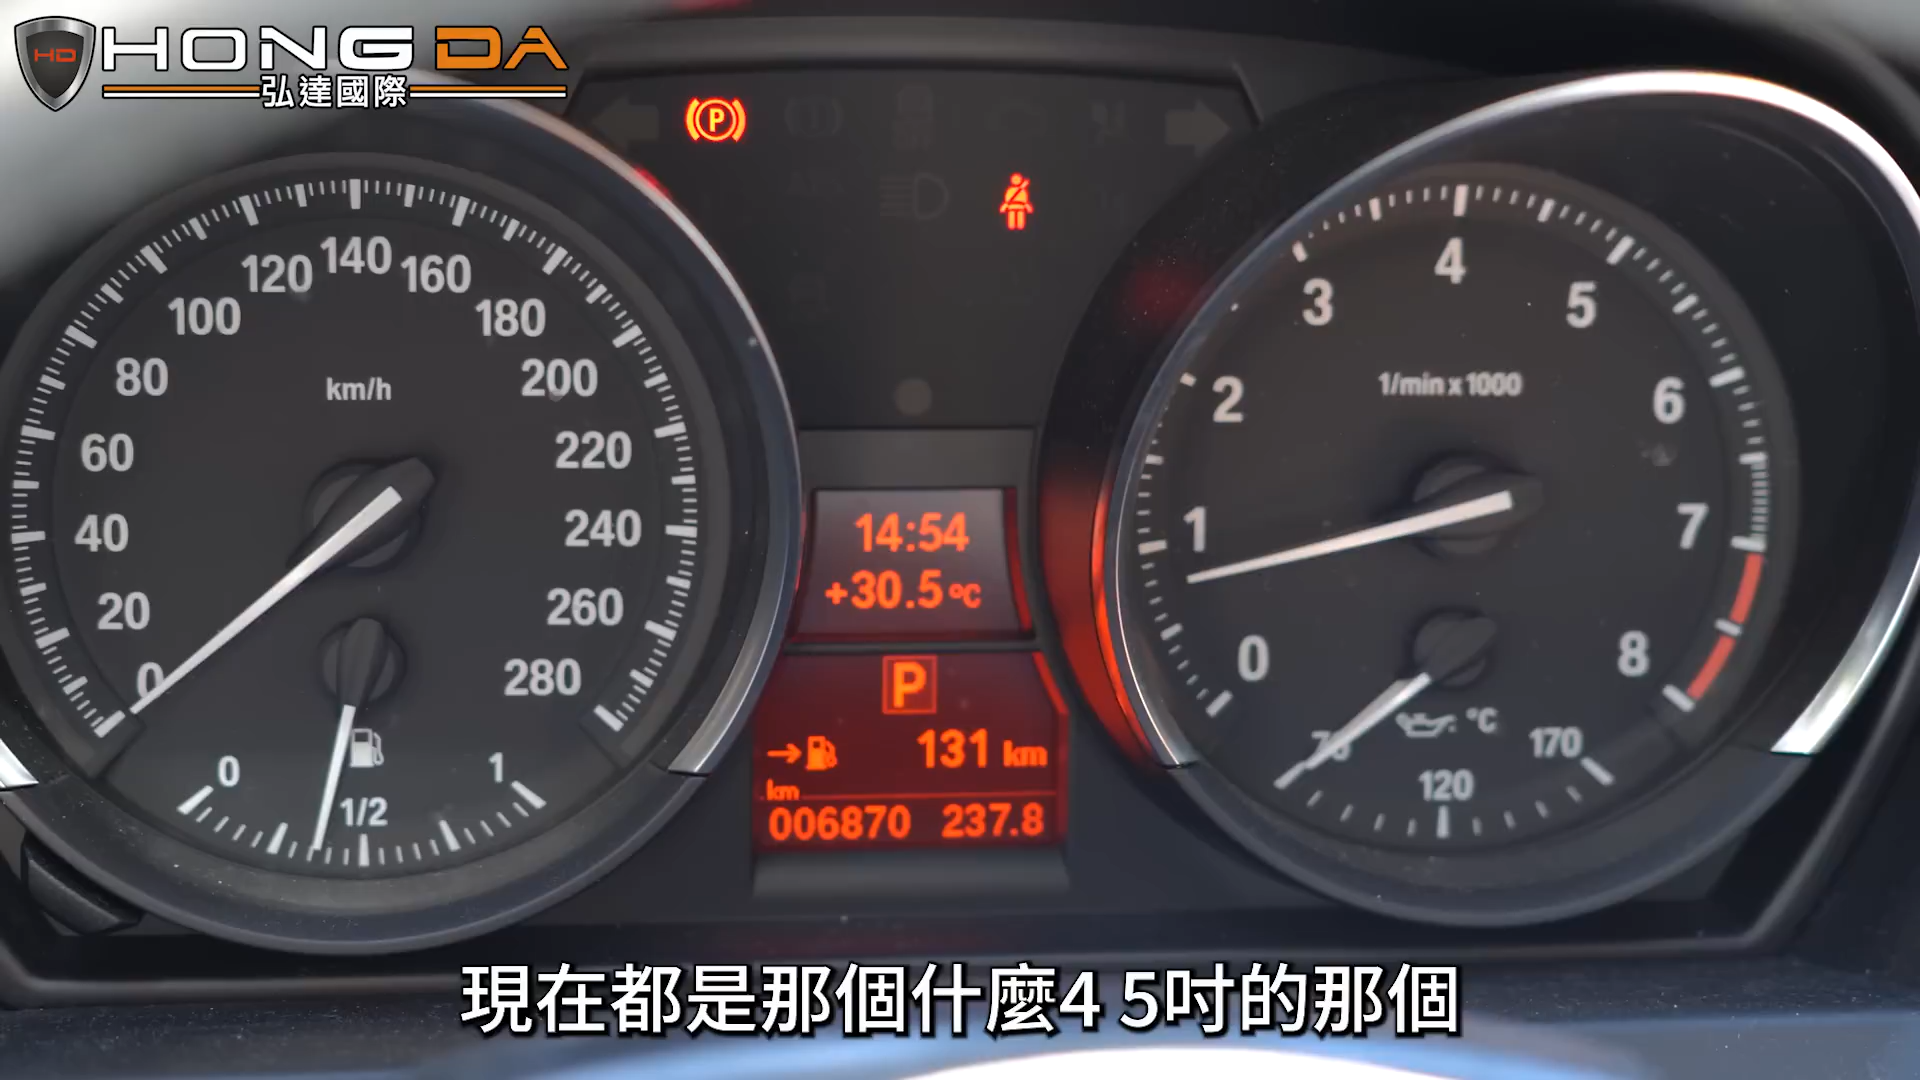 HD HONG DA
弘達國際
P
0 20 40 60 80 100 120 140 160 180 200 220 240 260 280
km/h
0 1/2 1
14:54
+30.5 °C
P
→ 131 km
km
006870 237.8
0 1 2 3 4 5 6 7 8
1/min x 1000
°C
70 120 170
現在都是那個什麼4 5吋的那個